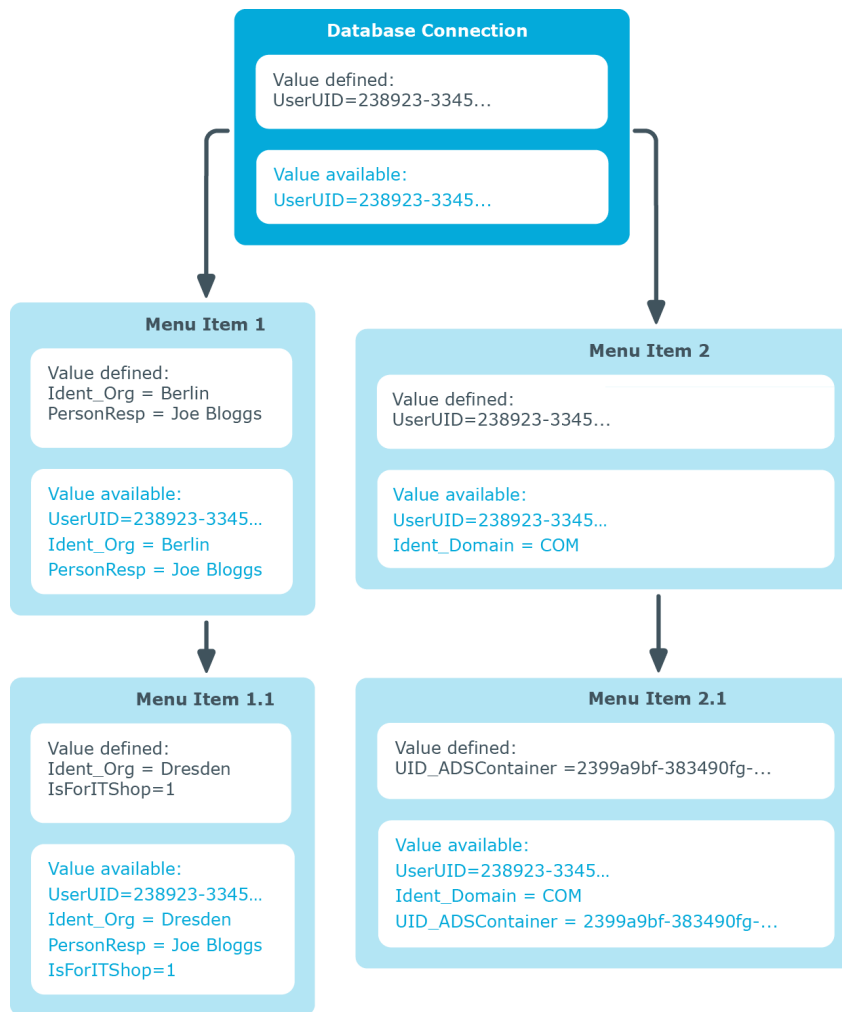 Database Connection
Value defined:
UserUID=238923-3345...
Value available:
UserUID=238923-3345...
Menu Item 1
Value defined:
Ident_Org = Berlin
PersonResp = Joe Bloggs
Value available:
UserUID=238923-3345...
Ident_Org = Berlin
PersonResp = Joe Bloggs
Menu Item 2
Value defined:
UserUID=238923-3345...
Value available:
UserUID=238923-3345...
Ident_Domain = COM
Menu Item 1.1
Value defined:
Ident_Org = Dresden
IsForITShop=1
Value available:
UserUID=238923-3345...
Ident_Org = Dresden
PersonResp = Joe Bloggs
IsForITShop=1
Menu Item 2.1
Value defined:
UID_ADSContainer =2399a9bf-383490fg-...
Value available:
UserUID=238923-3345...
Ident_Domain = COM
UID_ADSContainer = 2399a9bf-383490fg-...